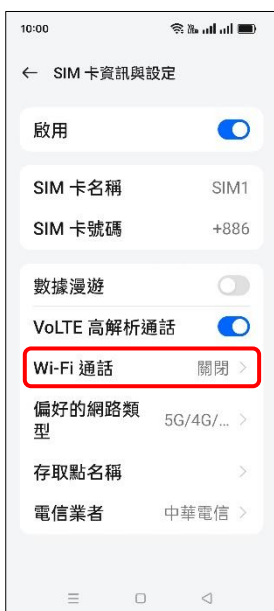 10:00
← SIM 卡資訊與設定
啟用
SIM 卡名稱 SIM1
SIM 卡號碼 +886
數據漫遊
VoLTE 高解析通話
Wi-Fi 通話 關閉 >
偏好的網路類
型 5G/4G/... >
存取點名稱 >
電信業者 中華電信 >